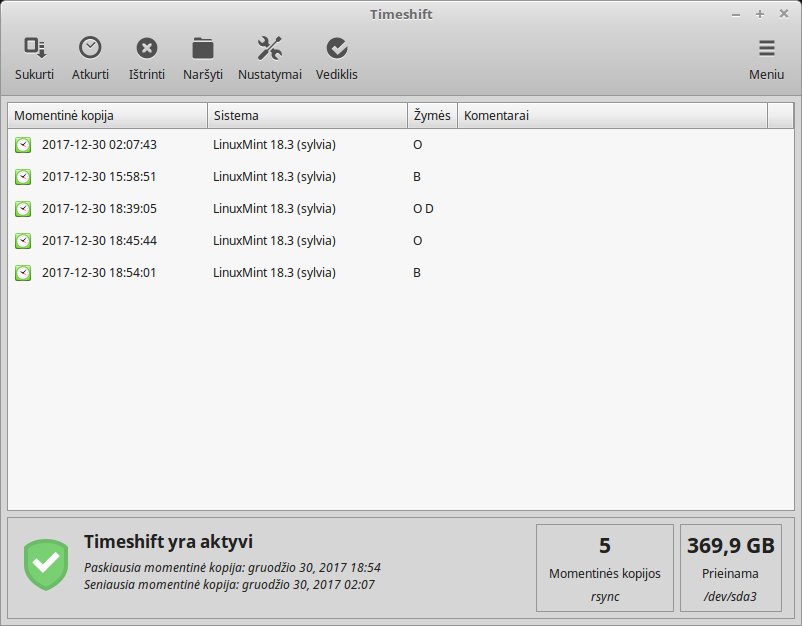 Timeshift
Sukurti Atkurti Ištrinti Naršyti Nustatymai Vediklis Meniu
Momentinė kopija Sistema Žymės Komentarai
2017-12-30 02:07:43 LinuxMint 18.3 (sylvia) O
2017-12-30 15:58:51 LinuxMint 18.3 (sylvia) B
2017-12-30 18:39:05 LinuxMint 18.3 (sylvia) O D
2017-12-30 18:45:44 LinuxMint 18.3 (sylvia) O
2017-12-30 18:54:01 LinuxMint 18.3 (sylvia) B
Timeshift yra aktyvi
Paskiausia momentinė kopija: gruodžio 30, 2017 18:54
Seniausia momentinė kopija: gruodžio 30, 2017 02:07
5
Momentinės kopijos
rsync
369,9 GB
Prieinama
/dev/sda3